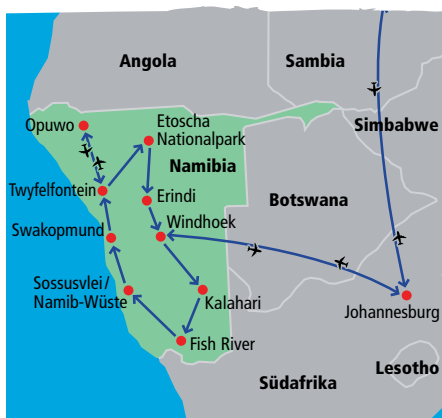 Angola
Sambia
Opuwo
Etoscha
Nationalpark
Simbabwe
Namibia
Twyfelfontein
Erindi
Botswana
Swakopmund
Windhoek
Sossusvlei/
Namib-Wüste
Kalahari
Johannesburg
Fish River
Südafrika
Lesotho